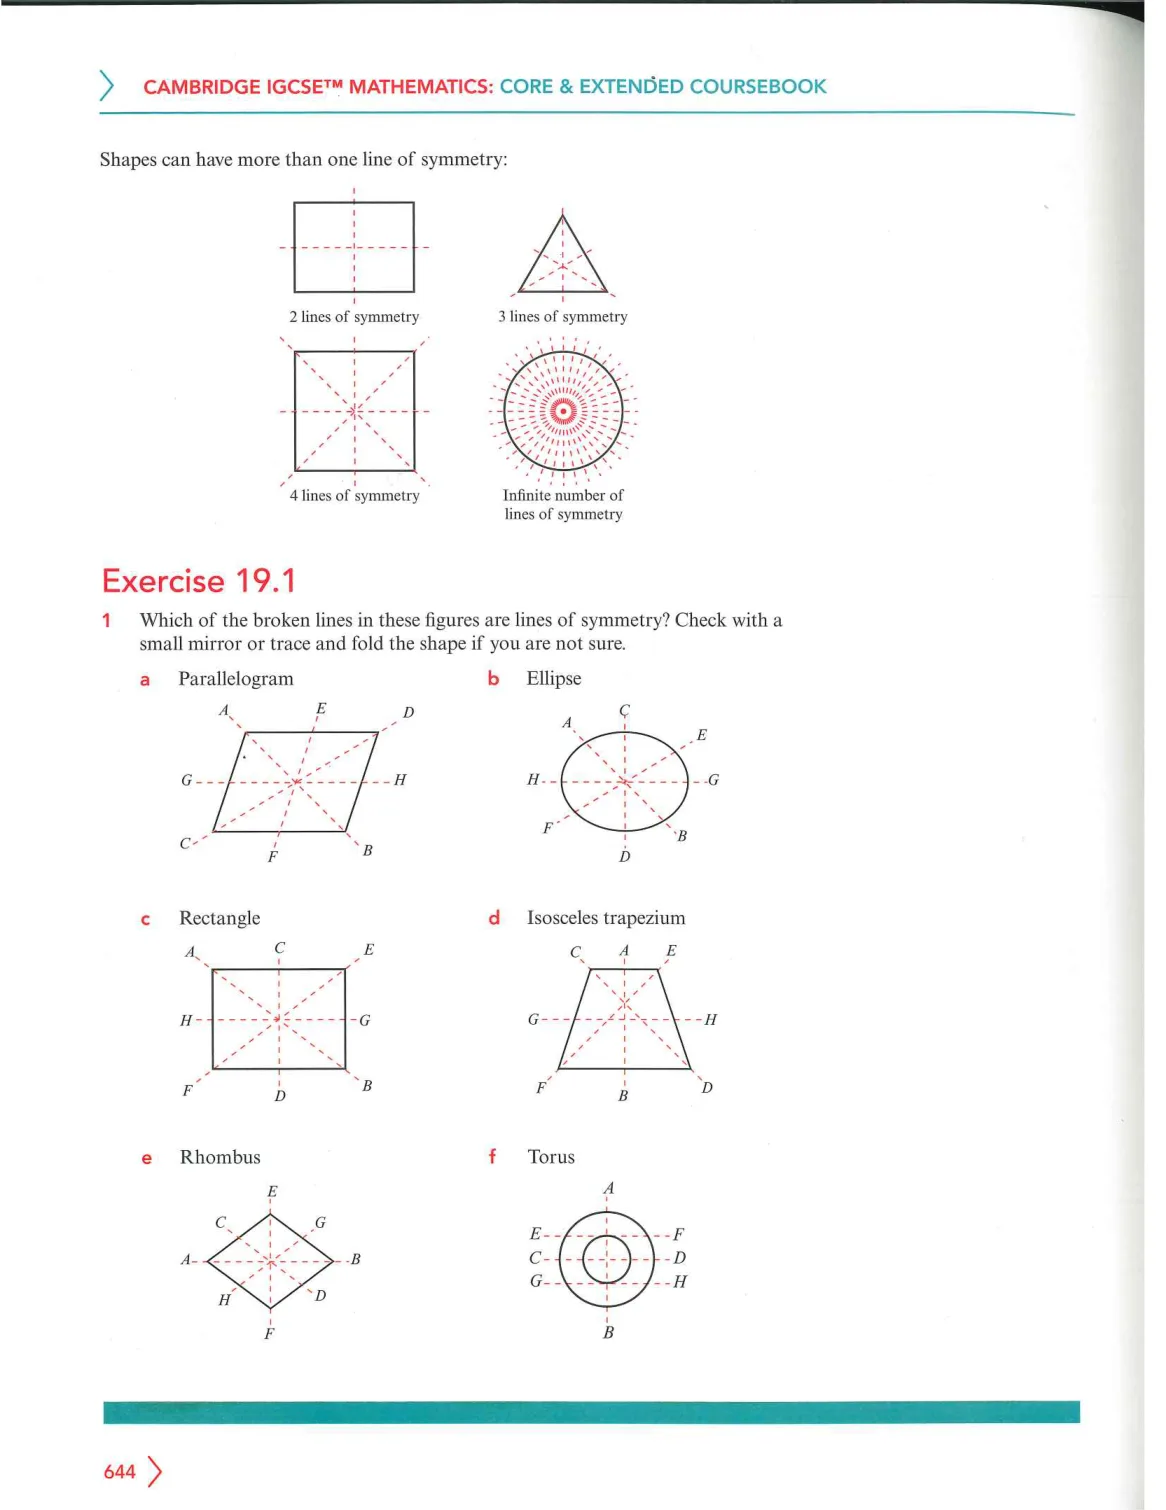 CAMBRIDGE IGCSE™ MATHEMATICS: CORE & EXTENDED COURSEBOOK
Shapes can have more than one line of symmetry:
2 lines of symmetry
3 lines of symmetry
4 lines of symmetry
Infinite number of
lines of symmetry
Exercise 19.1
1 Which of the broken lines in these figures are lines of symmetry? Check with a
small mirror or trace and fold the shape if you are not sure.
a Parallelogram
A E D
G H
C F B
b Ellipse
A C E
H G
F D B
c Rectangle
A C E
H G
F D B
d Isosceles trapezium
C A E
G H
F B D
e Rhombus
E
C G
A B
H D
F
f Torus
A
E F
C D
G H
B
644